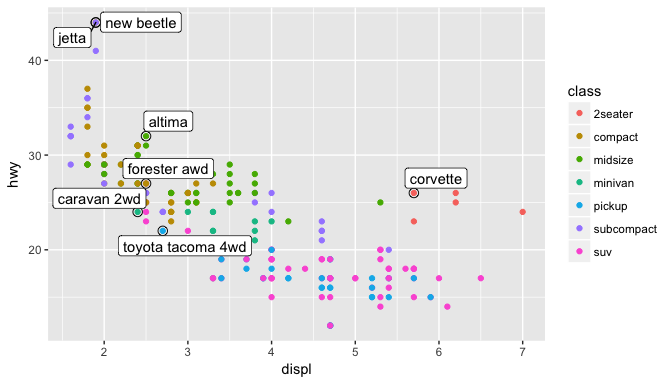 new beetle
jetta
altima
forester awd
caravan 2wd
corvette
toyota tacoma 4wd
40
30
20
hwy
2
3
4
5
6
7
displ
class
2seater
compact
midsize
minivan
pickup
subcompact
suv